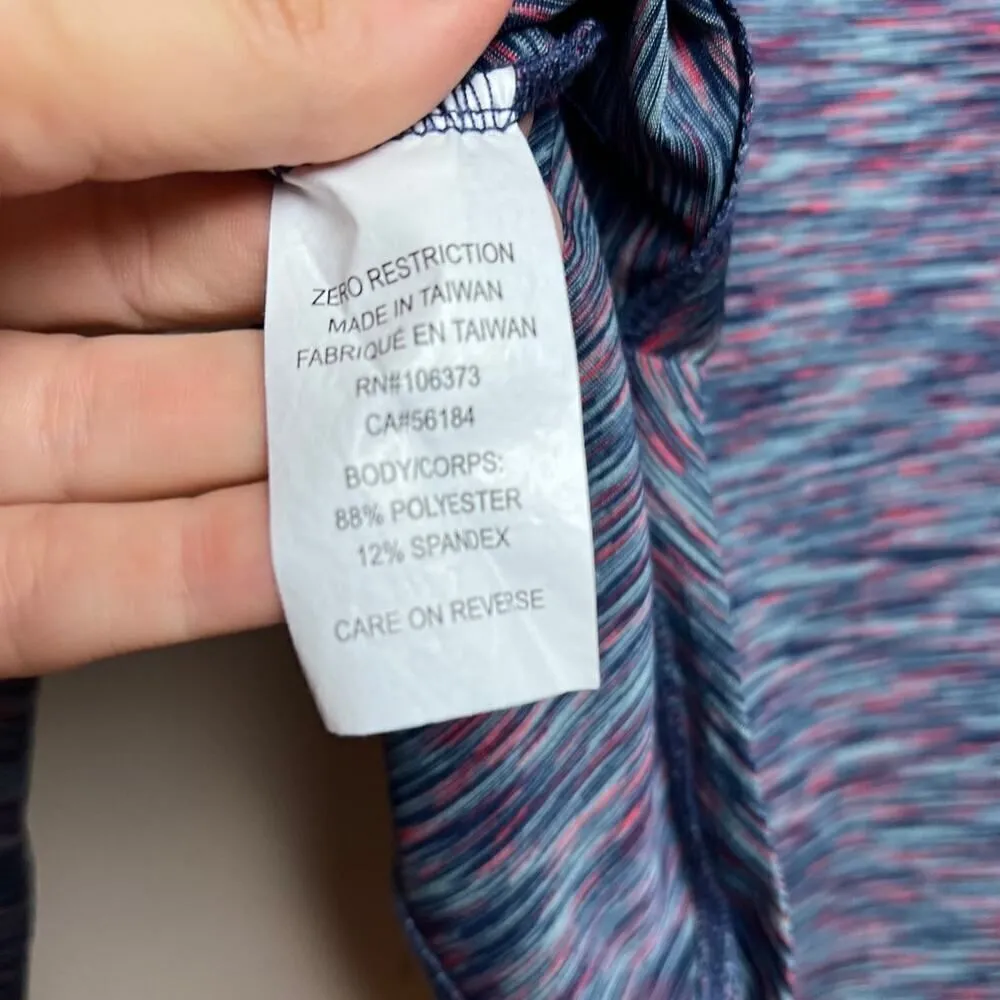 ZERO RESTRICTION
MADE IN TAIWAN
FABRIQUÉ EN TAIWAN
RN#106373
CA#56184
BODY/CORPS:
88% POLYESTER
12% SPANDEX
CARE ON REVERSE